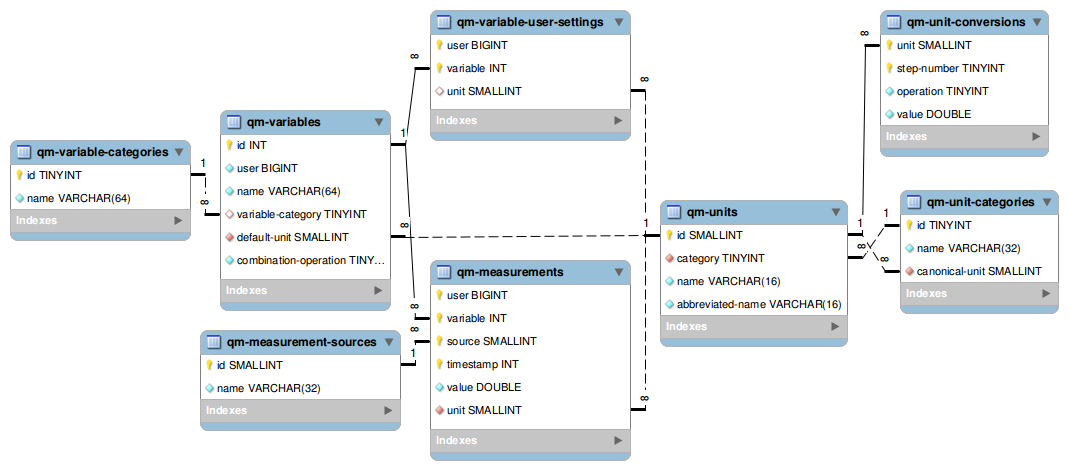 qm-variable-categories
id TINYINT
name VARCHAR(64)
Indexes
1
∞
qm-variables
id INT
user BIGINT
name VARCHAR(64)
variable-category TINYINT
default-unit SMALLINT
combination-operation TINY...
Indexes
1
∞
∞
qm-variable-user-settings
user BIGINT
variable INT
unit SMALLINT
Indexes
∞
qm-measurement-sources
id SMALLINT
name VARCHAR(32)
Indexes
1
∞
∞
qm-measurements
user BIGINT
variable INT
source SMALLINT
timestamp INT
value DOUBLE
unit SMALLINT
Indexes
∞
1
qm-units
id SMALLINT
category TINYINT
name VARCHAR(16)
abbreviated-name VARCHAR(16)
Indexes
1
∞
∞
qm-unit-conversions
unit SMALLINT
step-number TINYINT
operation TINYINT
value DOUBLE
Indexes
1
∞
qm-unit-categories
id TINYINT
name VARCHAR(32)
canonical-unit SMALLINT
Indexes